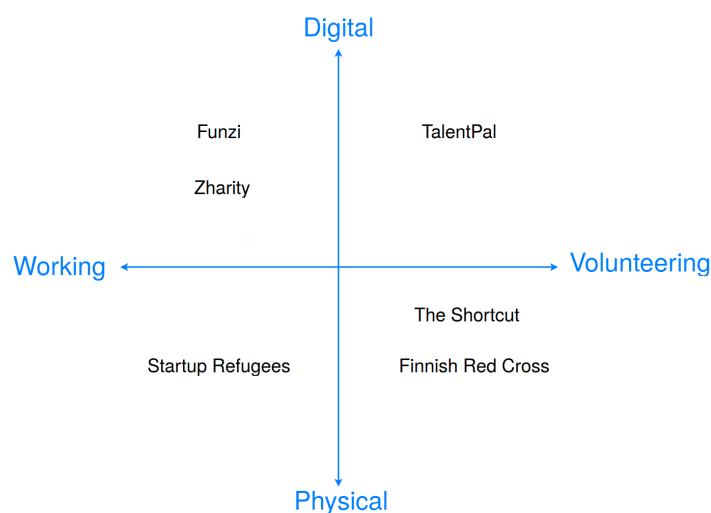 Digital
Funzi
TalentPal
Zharity
Working
Volunteering
The Shortcut
Startup Refugees
Finnish Red Cross
Physical